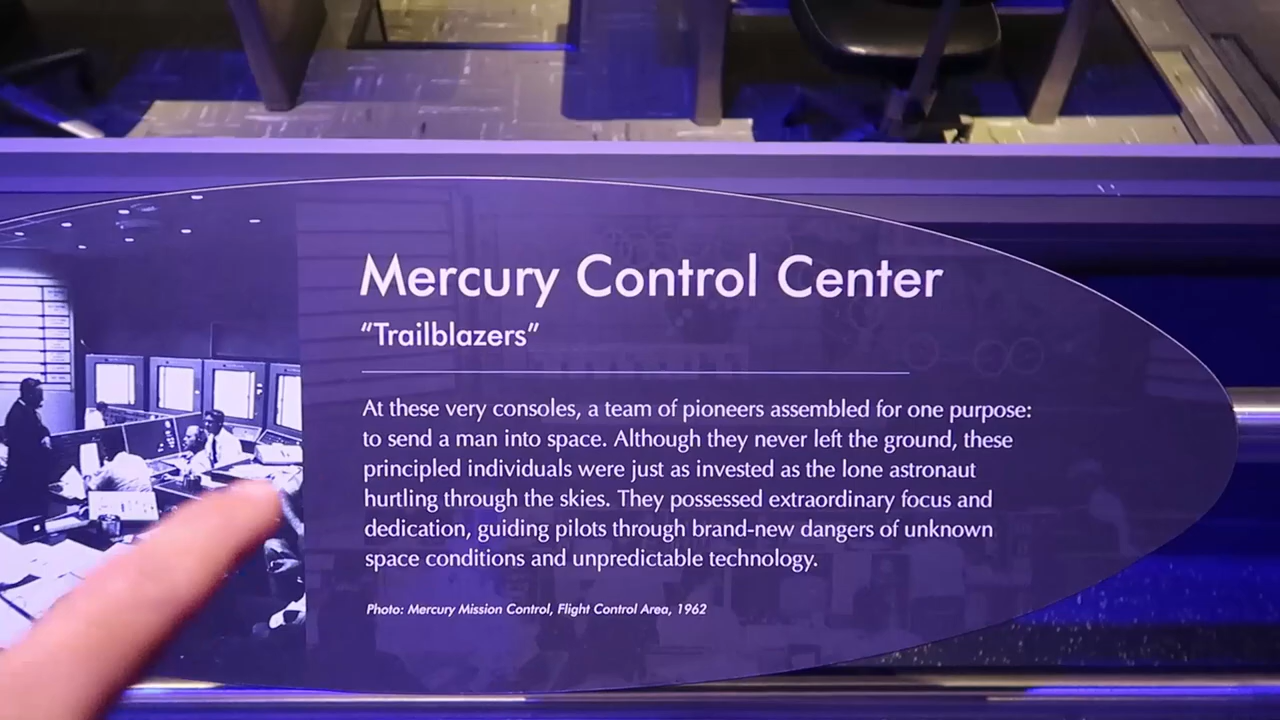 Mercury Control Center
“Trailblazers”
At these very consoles, a team of pioneers assembled for one purpose:
to send a man into space. Although they never left the ground, these
principled individuals were just as invested as the lone astronaut
hurtling through the skies. They possessed extraordinary focus and
dedication, guiding pilots through brand-new dangers of unknown
space conditions and unpredictable technology.
Photo: Mercury Mission Control, Flight Control Area, 1962